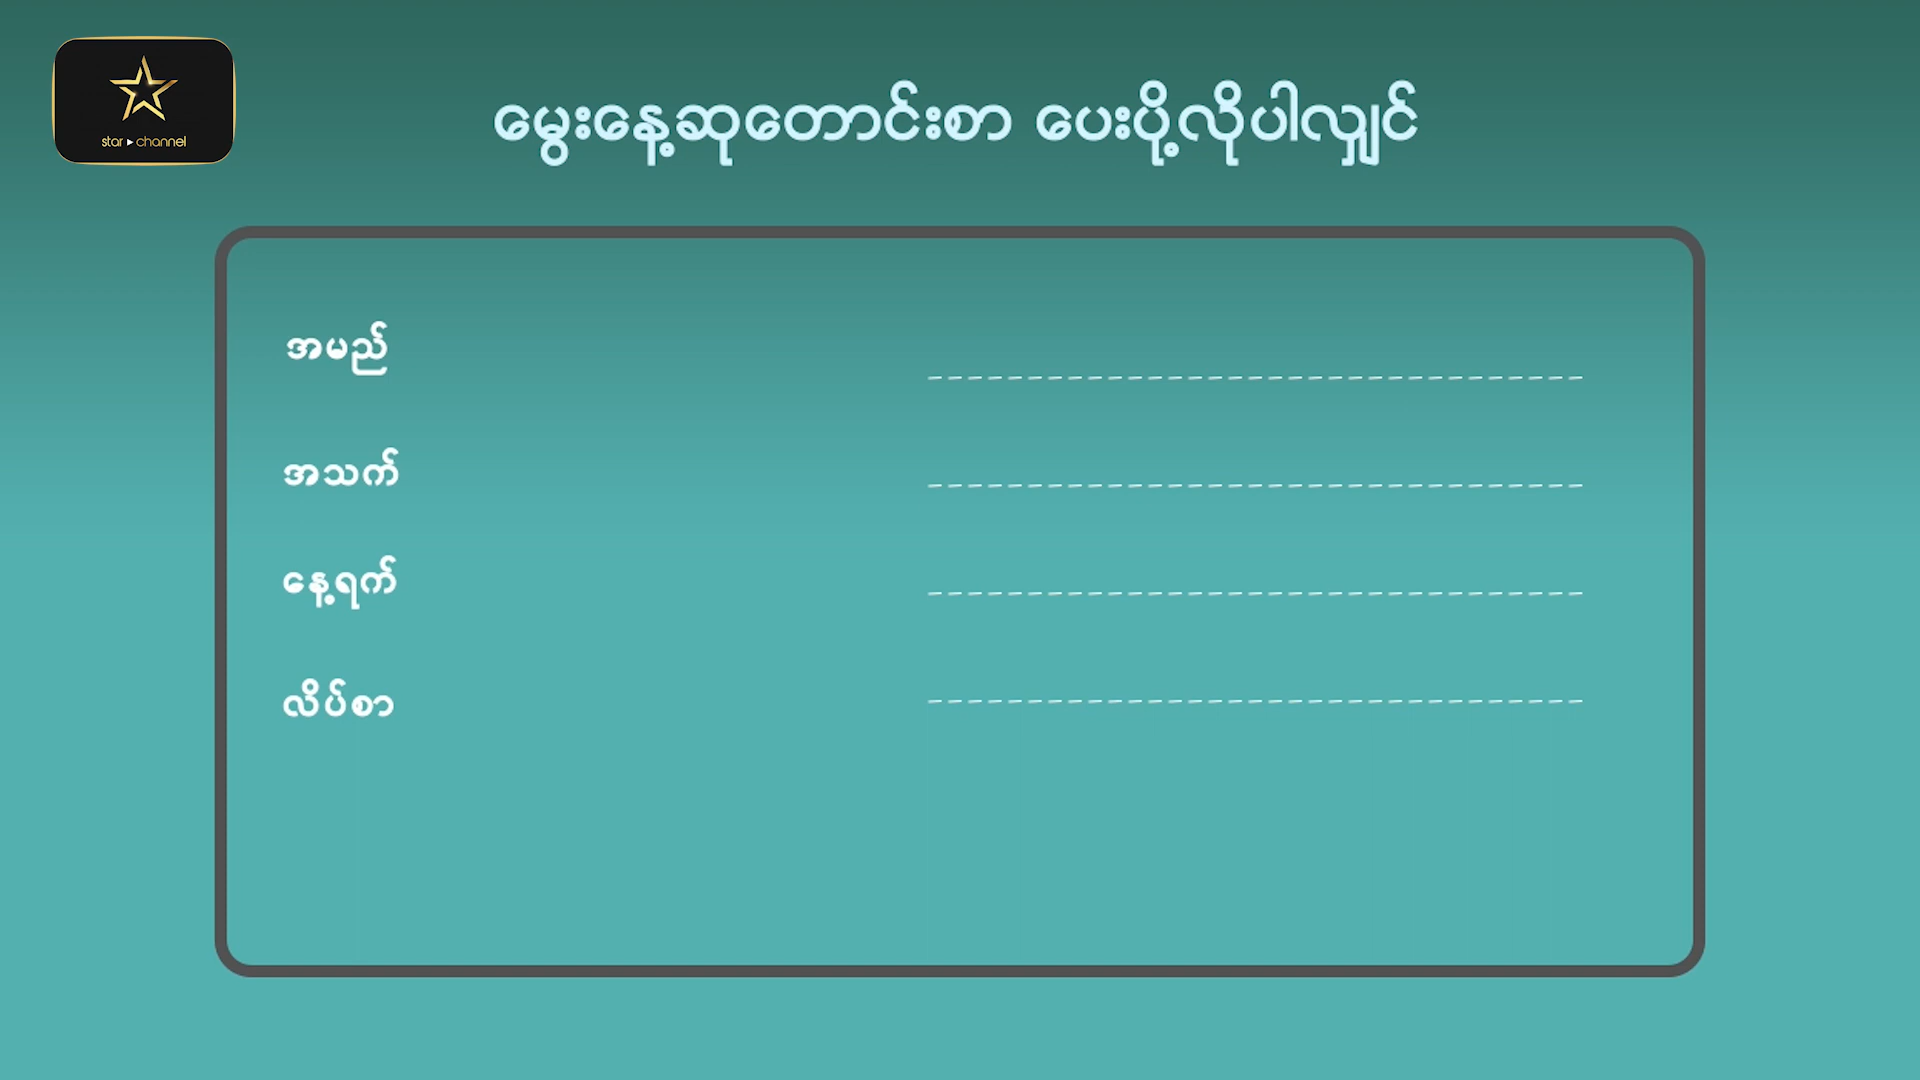 star channel
မွေးနေ့ဆုတောင်းစာ ပေးပို့လိုပါလျှင်
အမည်
အသက်
နေ့ရက်
လိပ်စာ